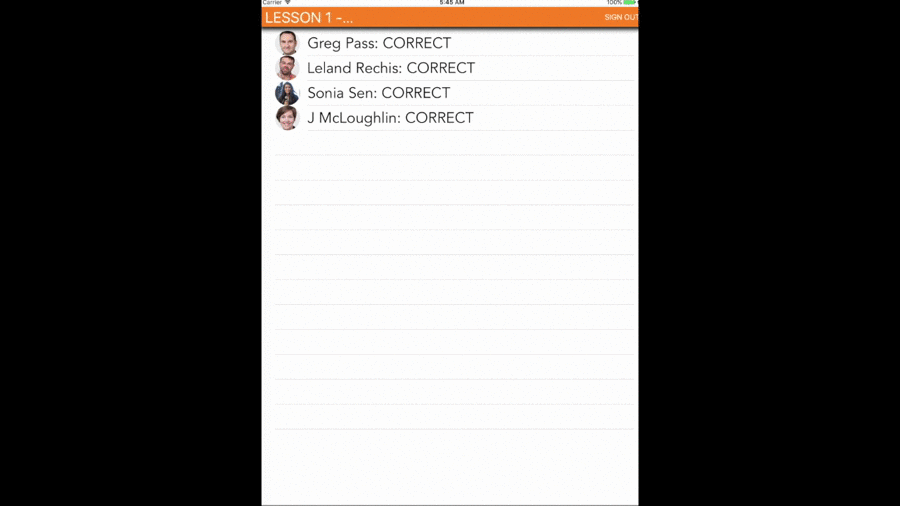 Carrier 5:45 AM 100%
LESSON 1 -...
SIGN OUT
Greg Pass: CORRECT
Leland Rechis: CORRECT
Sonia Sen: CORRECT
J McLoughlin: CORRECT